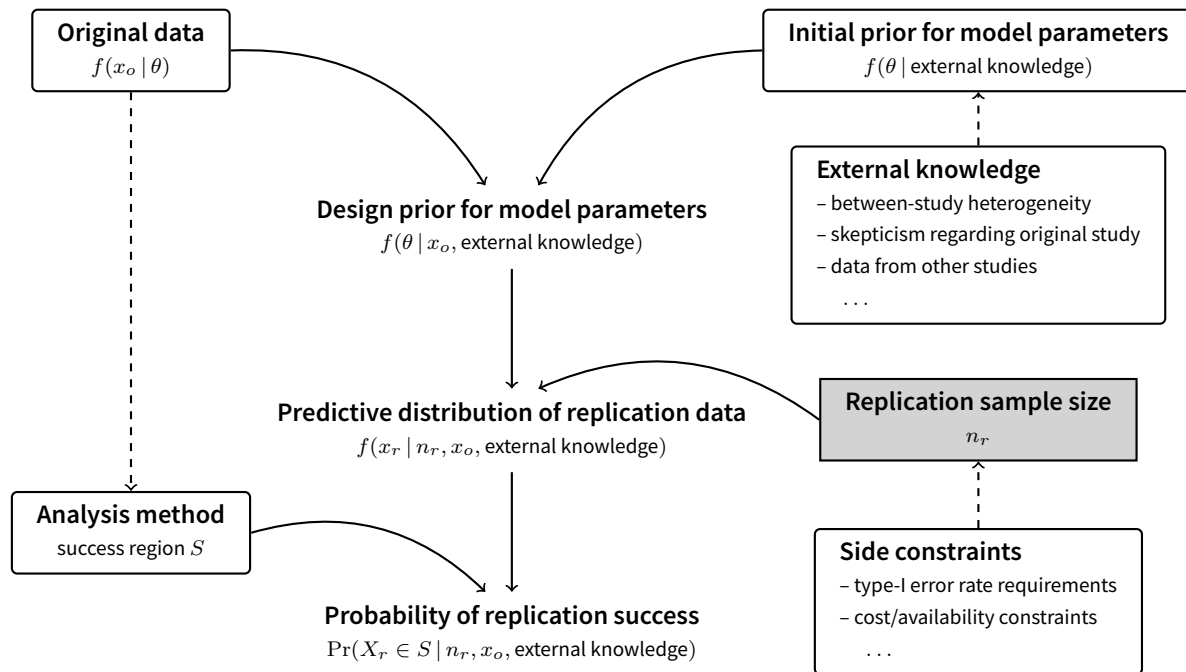 Original data
f(x_o | θ)
Initial prior for model parameters
f(θ | external knowledge)
External knowledge
– between-study heterogeneity
– skepticism regarding original study
– data from other studies
. . .
Design prior for model parameters
f(θ | x_o, external knowledge)
Predictive distribution of replication data
f(x_r | n_r, x_o, external knowledge)
Replication sample size
n_r
Analysis method
success region S
Side constraints
– type-I error rate requirements
– cost/availability constraints
. . .
Probability of replication success
Pr(X_r ∈ S | n_r, x_o, external knowledge)